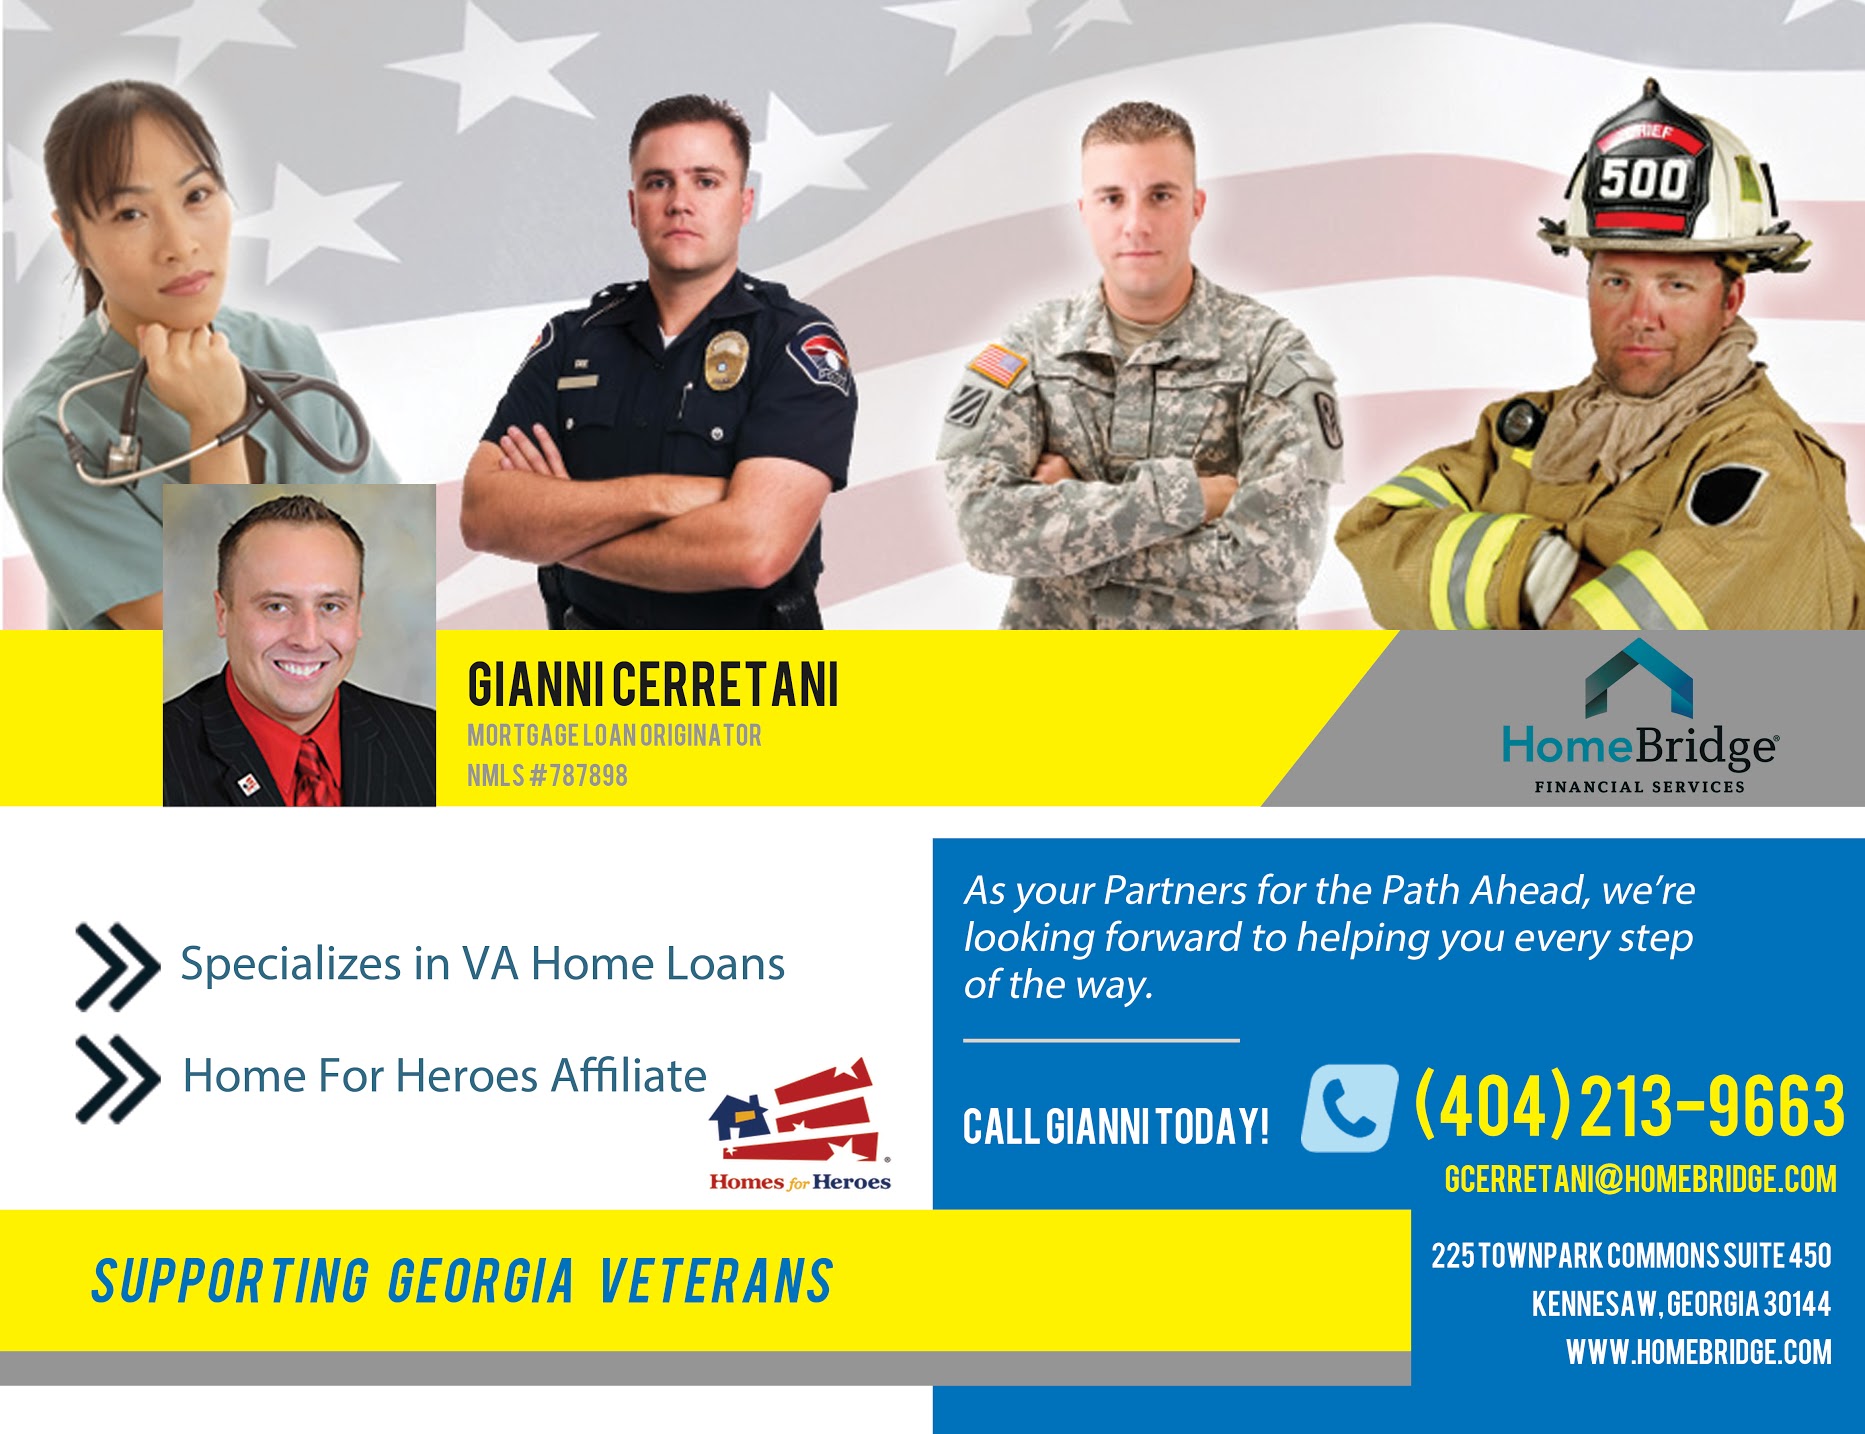 CHIEF
500
GIANNI CERRETANI
MORTGAGE LOAN ORIGINATOR
NMLS #787898
HomeBridge®
FINANCIAL SERVICES
Specializes in VA Home Loans
Home For Heroes Affiliate
Homes for Heroes
®
As your Partners for the Path Ahead, we’re
looking forward to helping you every step
of the way.
CALL GIANNI TODAY!
(404) 213-9663
GCERRETANI@HOMEBRIDGE.COM
225 TOWNPARK COMMONS SUITE 450
KENNESAW, GEORGIA 30144
WWW.HOMEBRIDGE.COM
SUPPORTING GEORGIA VETERANS